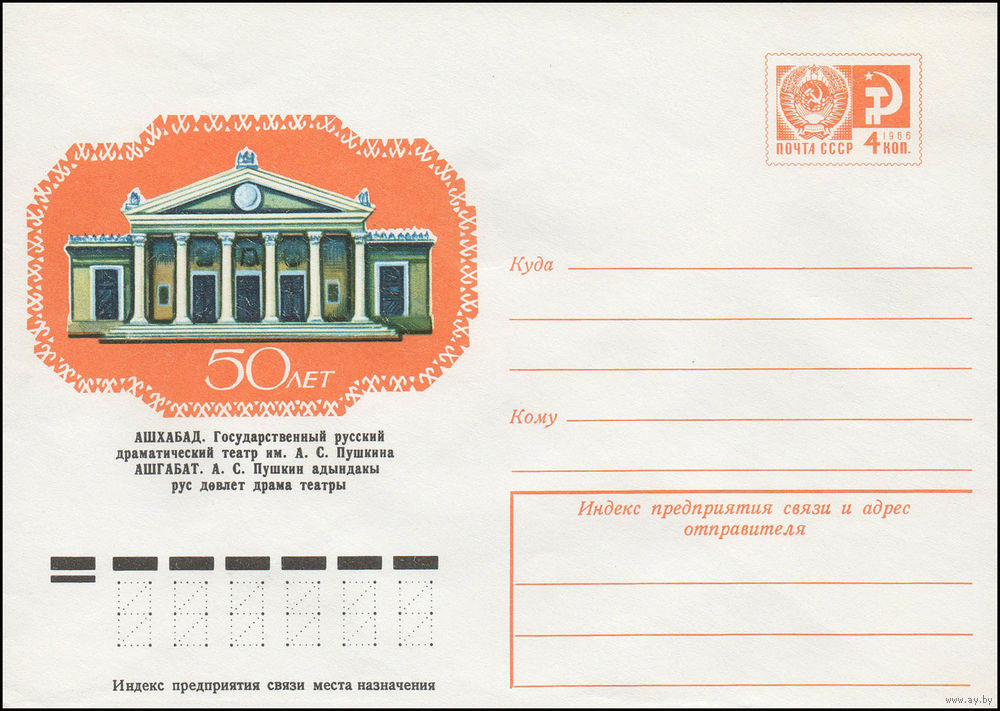 1966
ПОЧТА СССР 4 КОП.
50 ЛЕТ
АШХАБАД. Государственный русский
драматический театр им. А. С. Пушкина
АШГАБАТ. А. С. Пушкин адындакы
рус дөвлет драма театры
Куда
Кому
Индекс предприятия связи и адрес
отправителя
Индекс предприятия связи места назначения
www.ay.by